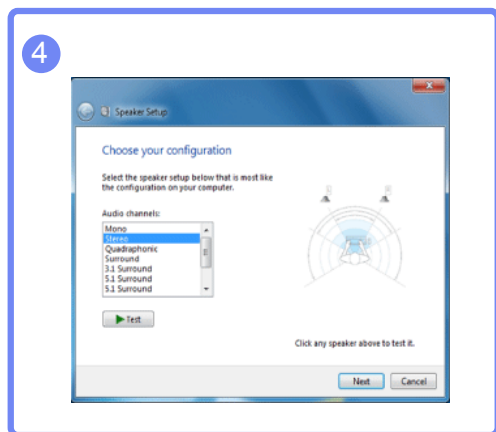 4
Speaker Setup
Choose your configuration
Select the speaker setup below that is most like
the configuration on your computer.
Audio channels:
Mono
Stereo
Quadraphonic
Surround
3.1 Surround
5.1 Surround
5.1 Surround
Test
Click any speaker above to test it.
Next
Cancel